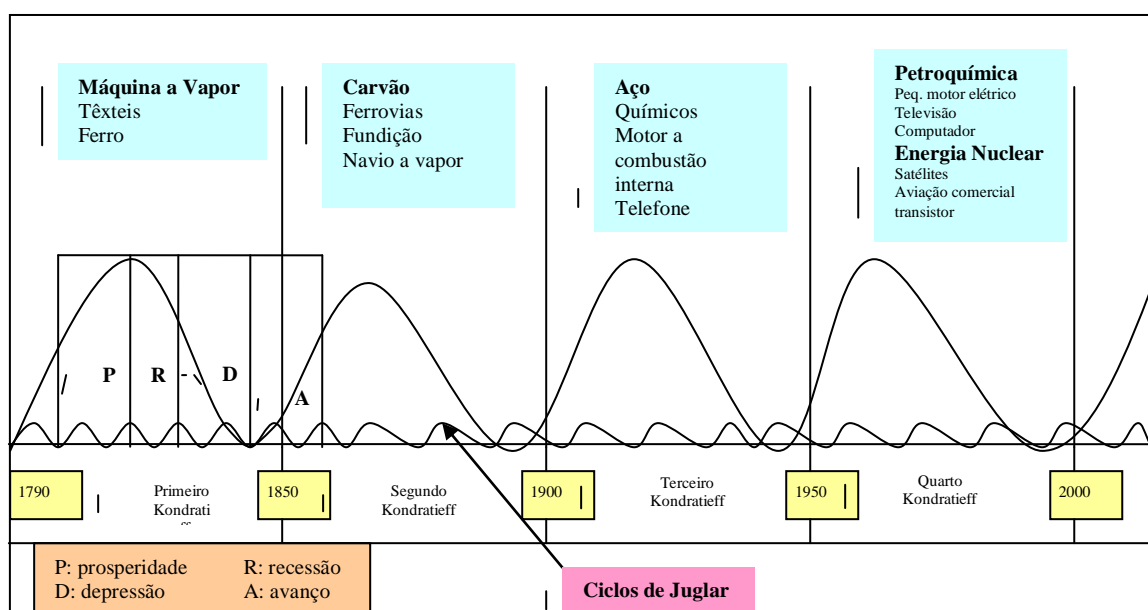 Máquina a Vapor
Têxteis
Ferro
Carvão
Ferrovias
Fundição
Navio a vapor
Aço
Químicos
Motor a
combustão
interna
Telefone
Petroquímica
Peq. motor elétrico
Televisão
Computador
Energia Nuclear
Satélites
Aviação comercial
transistor
P
R -
D
A
1790
Primeiro
Kondrati
1850
Segundo
Kondratieff
1900
Terceiro
Kondratieff
1950
Quarto
Kondratieff
2000
P: prosperidade R: recessão
D: depressão A: avanço
Ciclos de Juglar